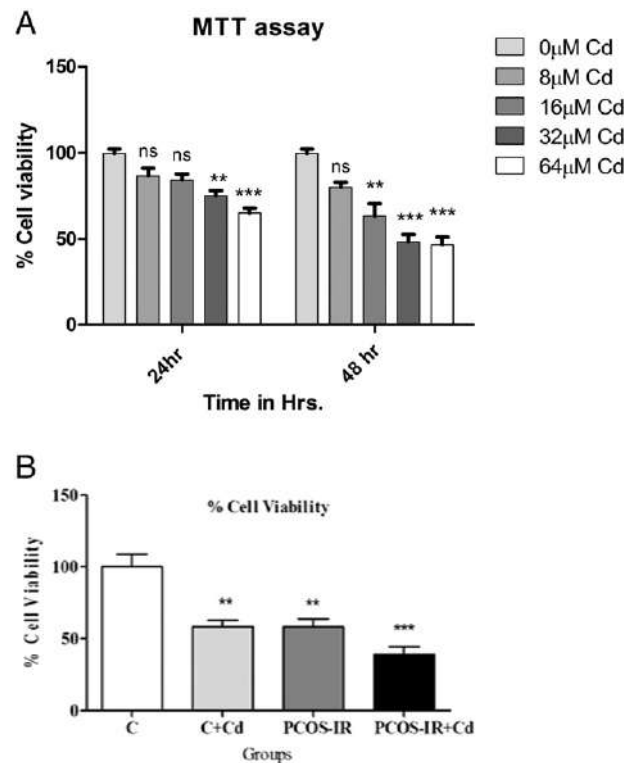 A
MTT assay
0μM Cd
8μM Cd
16μM Cd
32μM Cd
64μM Cd
% Cell viability
150
100
50
0
ns
ns
**
***
ns
**
***
***
24hr
48 hr
Time in Hrs.
B
% Cell Viability
% Cell Viability
150
100
50
0
**
**
***
C
C+Cd
PCOS-IR
PCOS-IR+Cd
Groups